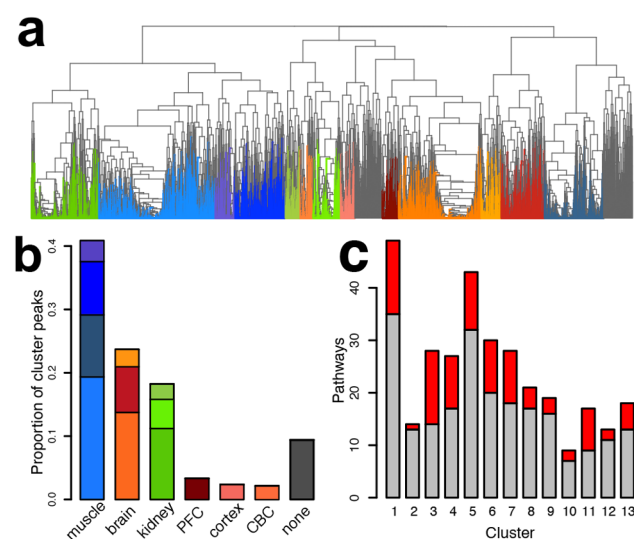 a
b
Proportion of cluster peaks
0.4
0.3
0.2
0.1
0.0
muscle
brain
kidney
PFC
cortex
CBC
none
c
Pathways
40
30
20
10
0
1 2 3 4 5 6 7 8 9 10 11 12 13
Cluster